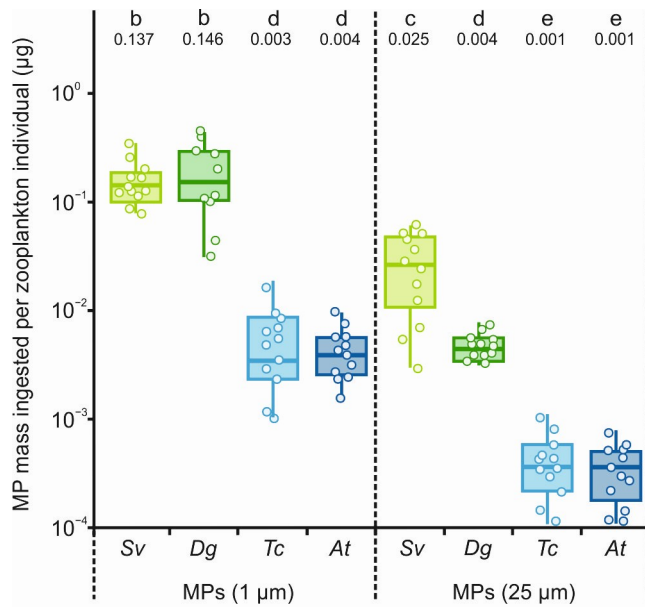 b b d d c d e e
0.137 0.146 0.003 0.004 0.025 0.004 0.001 0.001
MP mass ingested per zooplankton individual (µg)
10⁰
10⁻¹
10⁻²
10⁻³
10⁻⁴
Sv Dg Tc At Sv Dg Tc At
MPs (1 µm) MPs (25 µm)